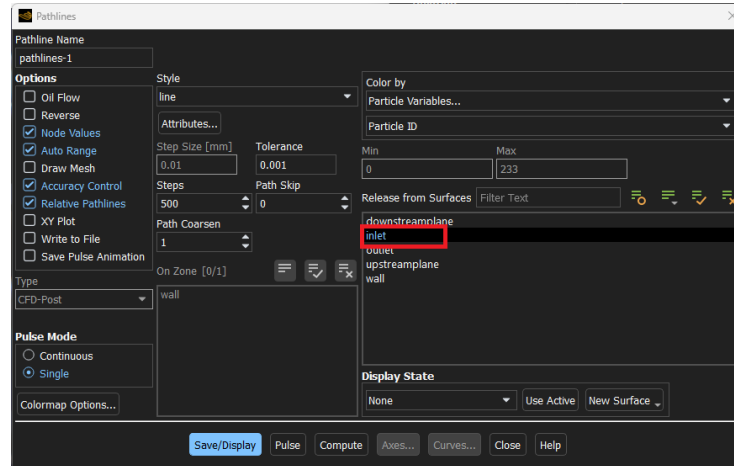 Pathlines
Pathline Name
pathlines-1
Options
Oil Flow
Reverse
Node Values
Auto Range
Draw Mesh
Accuracy Control
Relative Pathlines
XY Plot
Write to File
Save Pulse Animation
Type
CFD-Post
Pulse Mode
Continuous
Single
Colormap Options...
Style
line
Attributes...
Step Size [mm] Tolerance
0.01 0.001
Steps Path Skip
500 0
Path Coarsen
1
On Zone [0/1]
wall
Color by
Particle Variables...
Particle ID
Min Max
0 233
Release from Surfaces Filter Text
downstreamplane
inlet
outlet
upstreamplane
wall
Display State
None Use Active New Surface
Save/Display Pulse Compute Axes... Curves... Close Help